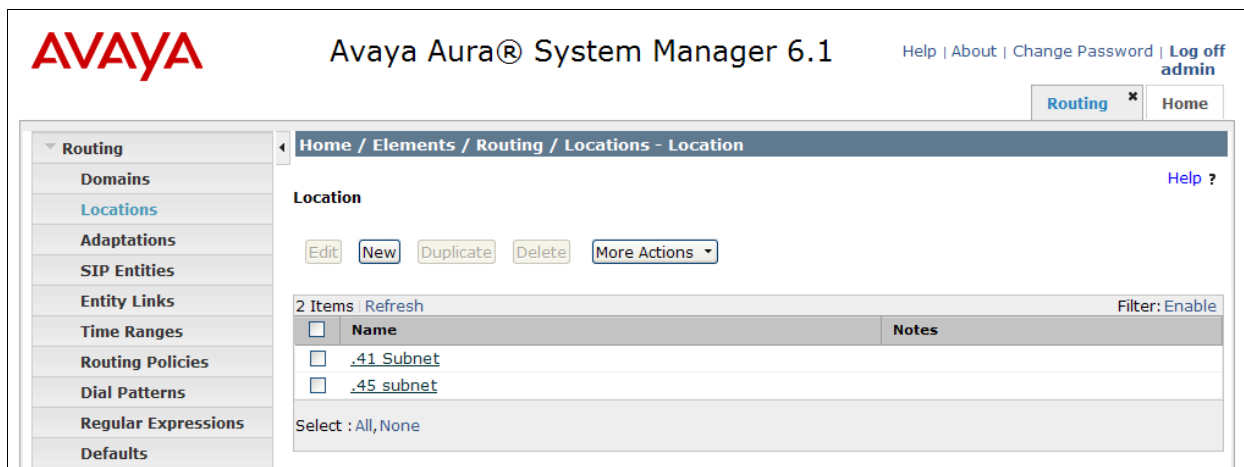 AVAYA
Avaya Aura® System Manager 6.1
Help | About | Change Password | Log off
admin
Routing × Home
Routing
Domains
Locations
Adaptations
SIP Entities
Entity Links
Time Ranges
Routing Policies
Dial Patterns
Regular Expressions
Defaults
Home / Elements / Routing / Locations - Location
Help ?
Location
Edit New Duplicate Delete More Actions
2 Items | Refresh Filter: Enable
Name Notes
.41 Subnet
.45 subnet
Select : All, None